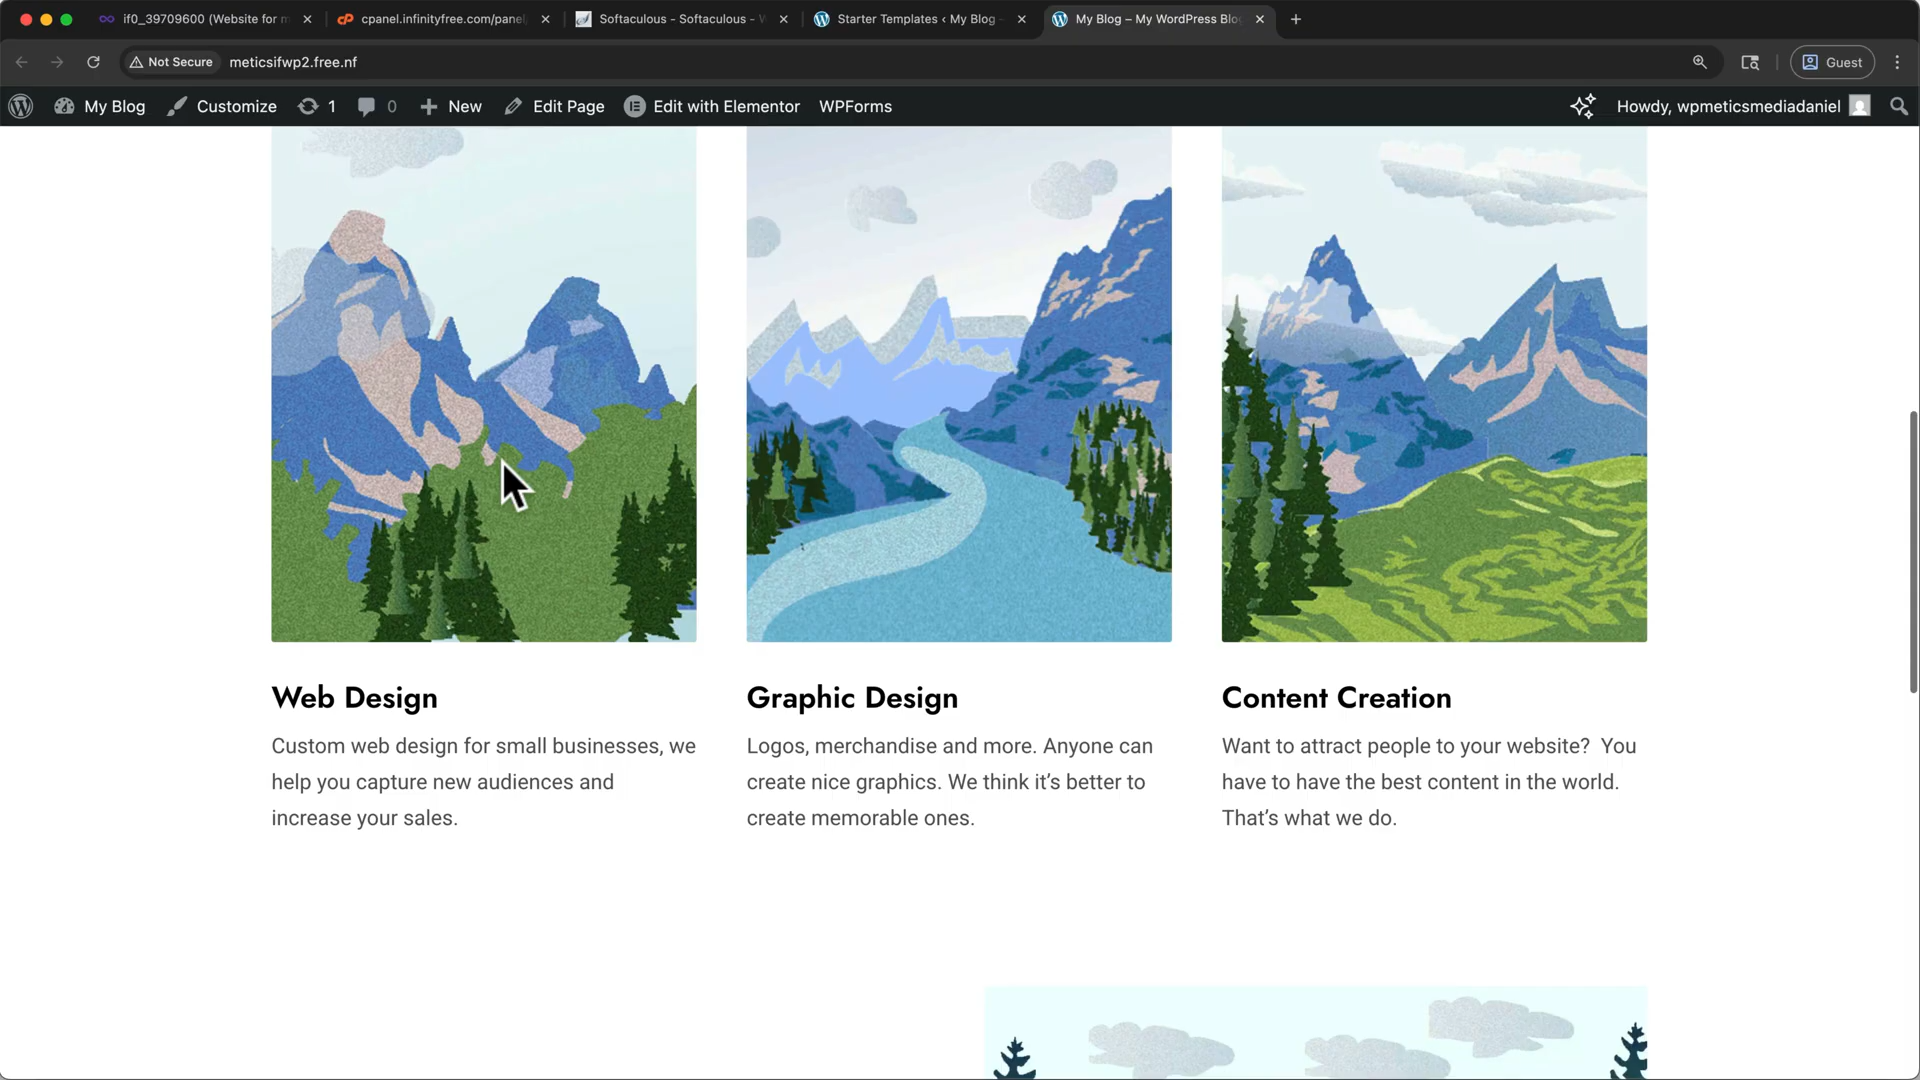 if0_39709600 (Website for m
cpanel.infinityfree.com/panel
Softaculous - Softaculous - W
Starter Templates ‹ My Blog –
My Blog – My WordPress Blog
Not Secure
meticsifwp2.free.nf
Guest
My Blog
Customize
1
0
New
Edit Page
Edit with Elementor
WPForms
Howdy, wpmeticsmediadaniel
Web Design
Custom web design for small businesses, we
help you capture new audiences and
increase your sales.
Graphic Design
Logos, merchandise and more. Anyone can
create nice graphics. We think it’s better to
create memorable ones.
Content Creation
Want to attract people to your website?  You
have to have the best content in the world.
That’s what we do.